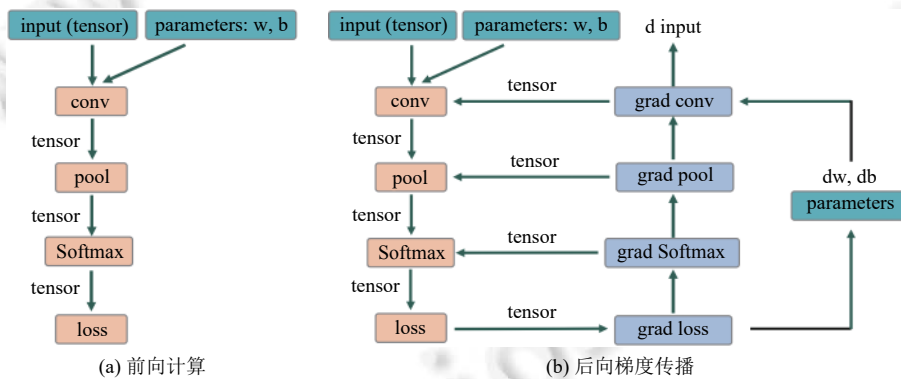 input (tensor)
parameters: w, b
conv
tensor
pool
tensor
Softmax
tensor
loss
(a) 前向计算
input (tensor)
parameters: w, b
d input
conv
tensor
grad conv
tensor
pool
tensor
grad pool
dw, db
parameters
tensor
Softmax
tensor
grad Softmax
tensor
loss
tensor
grad loss
(b) 后向梯度传播